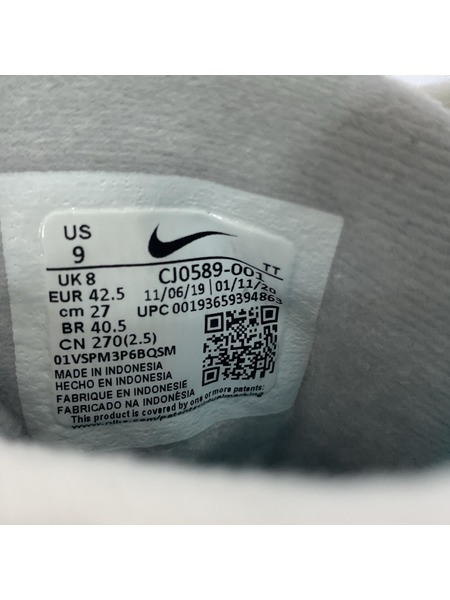 US
9
UK 8
EUR 42.5
cm 27
BR 40.5
CN 270(2.5)
01VSPM3P6BQSM
MADE IN INDONESIA
HECHO EN INDONESIA
FABRIQUE EN INDONESIE
FABRICADO NA INDONÉSIA
This product is covered by one or more patents:
CJ0589-001 TT
11/06/19 01/11/20
UPC 00193659394863